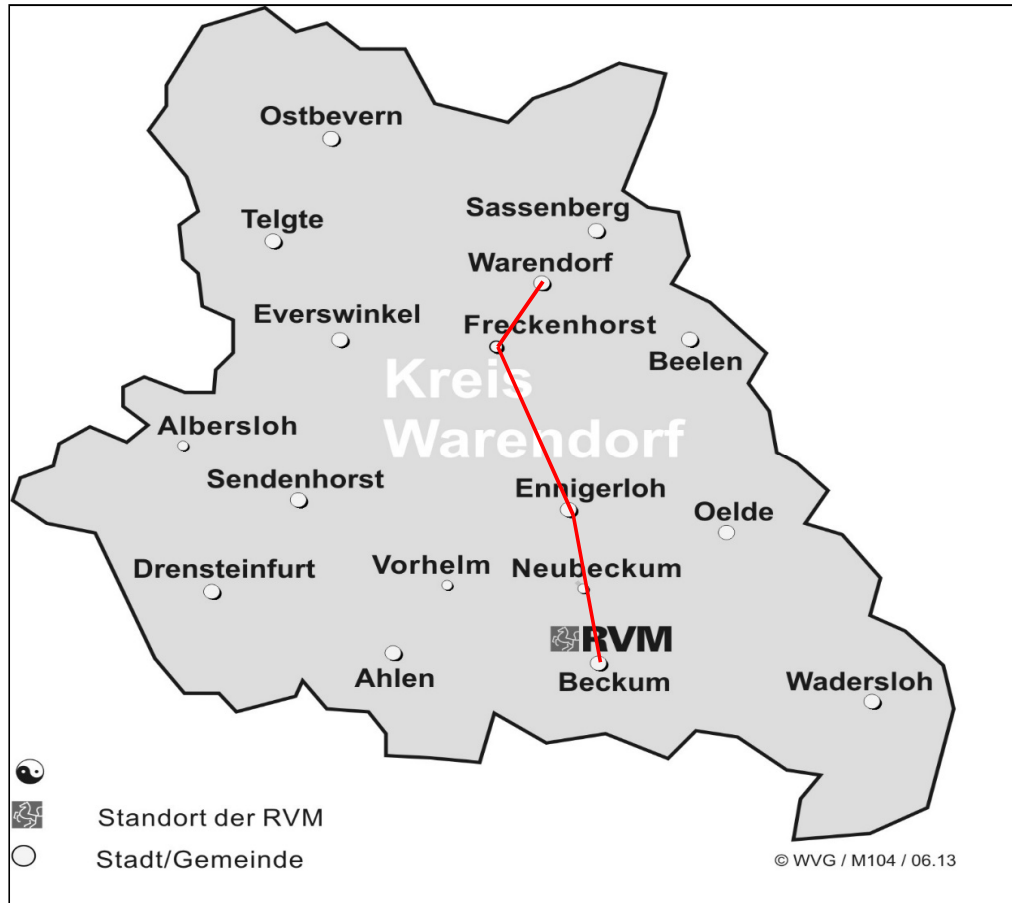 Ostbevern
Sassenberg
Telgte
Warendorf
Everswinkel
Freckenhorst
Beelen
Kreis
Warendorf
Albersloh
Sendenhorst
Ennigerloh
Oelde
Drensteinfurt
Vorhelm
Neubeckum
RVM
Ahlen
Beckum
Wadersloh
Standort der RVM
Stadt/Gemeinde
© WVG / M104 / 06.13